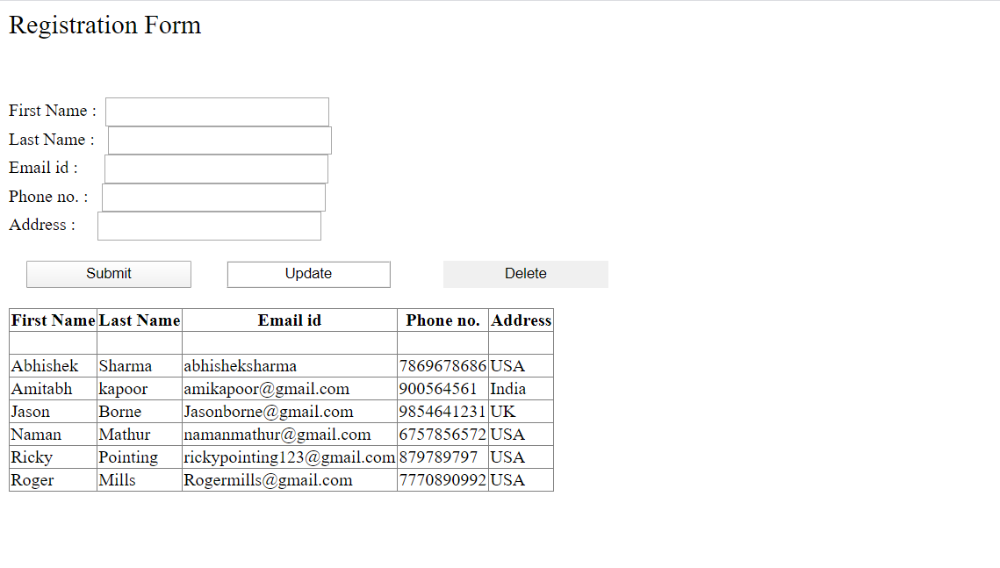 Registration Form
First Name :
Last Name :
Email id :
Phone no. :
Address :
Submit Update Delete
First Name Last Name Email id Phone no. Address
Abhishek Sharma abhisheksharma 7869678686 USA
Amitabh kapoor amikapoor@gmail.com 900564561 India
Jason Borne Jasonborne@gmail.com 9854641231 UK
Naman Mathur namanmathur@gmail.com 6757856572 USA
Ricky Pointing rickypointing123@gmail.com 879789797 USA
Roger Mills Rogermills@gmail.com 7770890992 USA